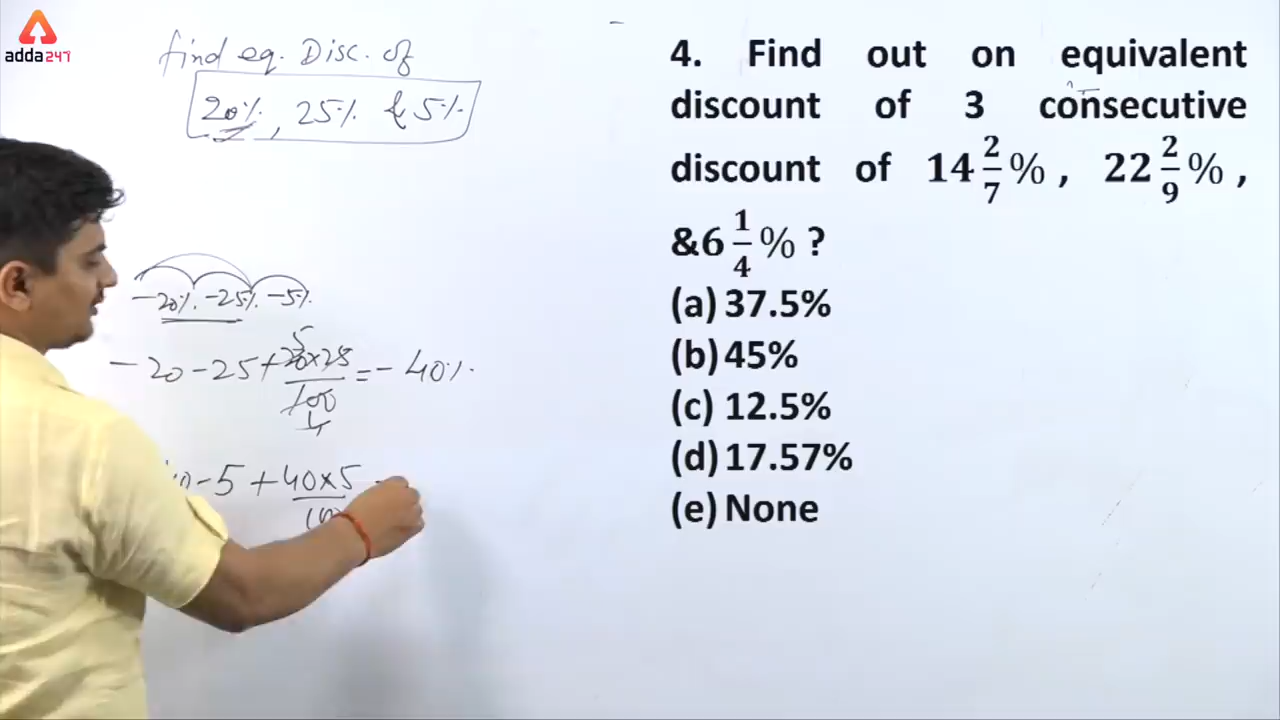 adda247
find eq. Disc. of
20%, 25% & 5%
-20% -25% -5%
-20-25+20×25/100=-40%
5
4
-5+40×5
4. Find out on equivalent
discount of 3 consecutive
discount of 14 2/7%, 22 2/9%,
&6 1/4% ?
(a) 37.5%
(b) 45%
(c) 12.5%
(d) 17.57%
(e) None